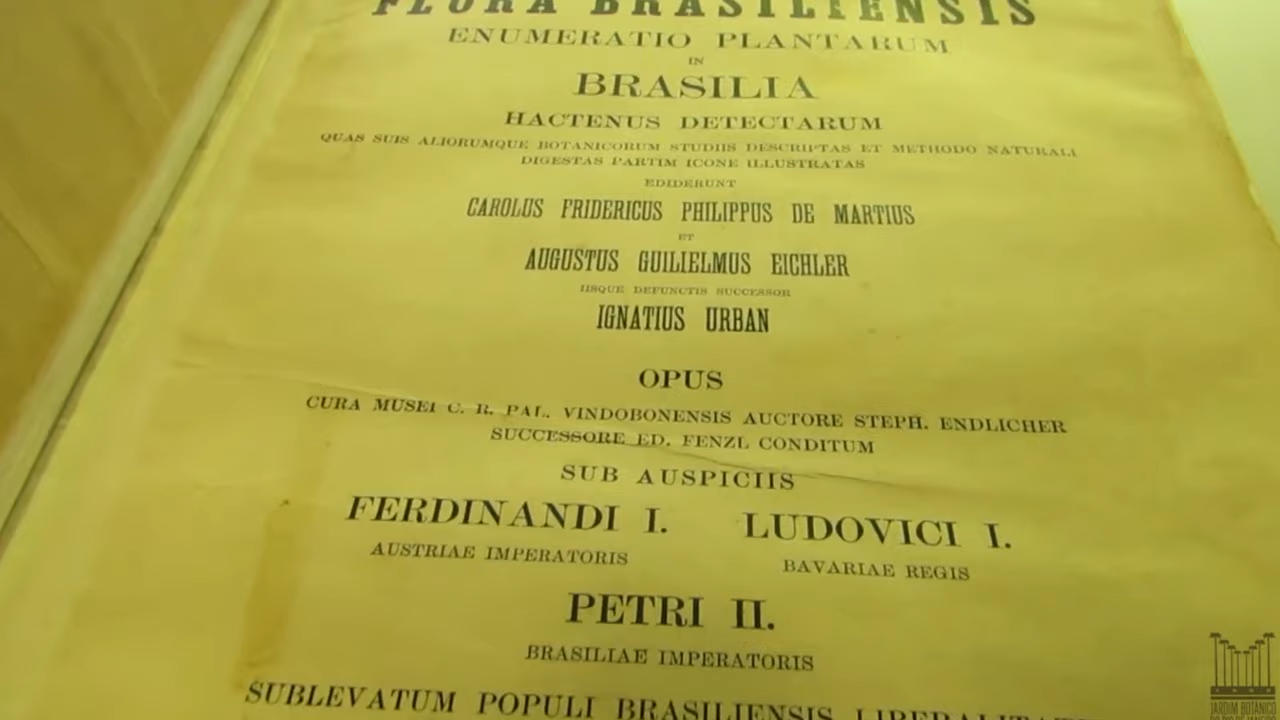 FLORA BRASILIENSIS
ENUMERATIO PLANTARUM
IN
BRASILIA
HACTENUS DETECTARUM
QUAS SUIS ALIORUMQUE BOTANICORUM STUDIIS DESCRIPTAS ET METHODO NATURALI
DIGESTAS PARTIM ICONE ILLUSTRATAS
EDIDERUNT
CAROLUS FRIDERICUS PHILIPPUS DE MARTIUS
ET
AUGUSTUS GUILIELMUS EICHLER
IISQUE DEFUNCTIS SUCCESSOR
IGNATIUS URBAN
OPUS
CURA MUSEI C. R. PAL. VINDOBONENSIS AUCTORE STEPH. ENDLICHER
SUCCESSORE ED. FENZL CONDITUM
SUB AUSPICIIS
FERDINANDI I. LUDOVICI I.
AUSTRIAE IMPERATORIS BAVARIAE REGIS
PETRI II.
BRASILIAE IMPERATORIS
SUBLEVATUM POPULI BRASILIENSIS
JARDIM BOTÂNICO